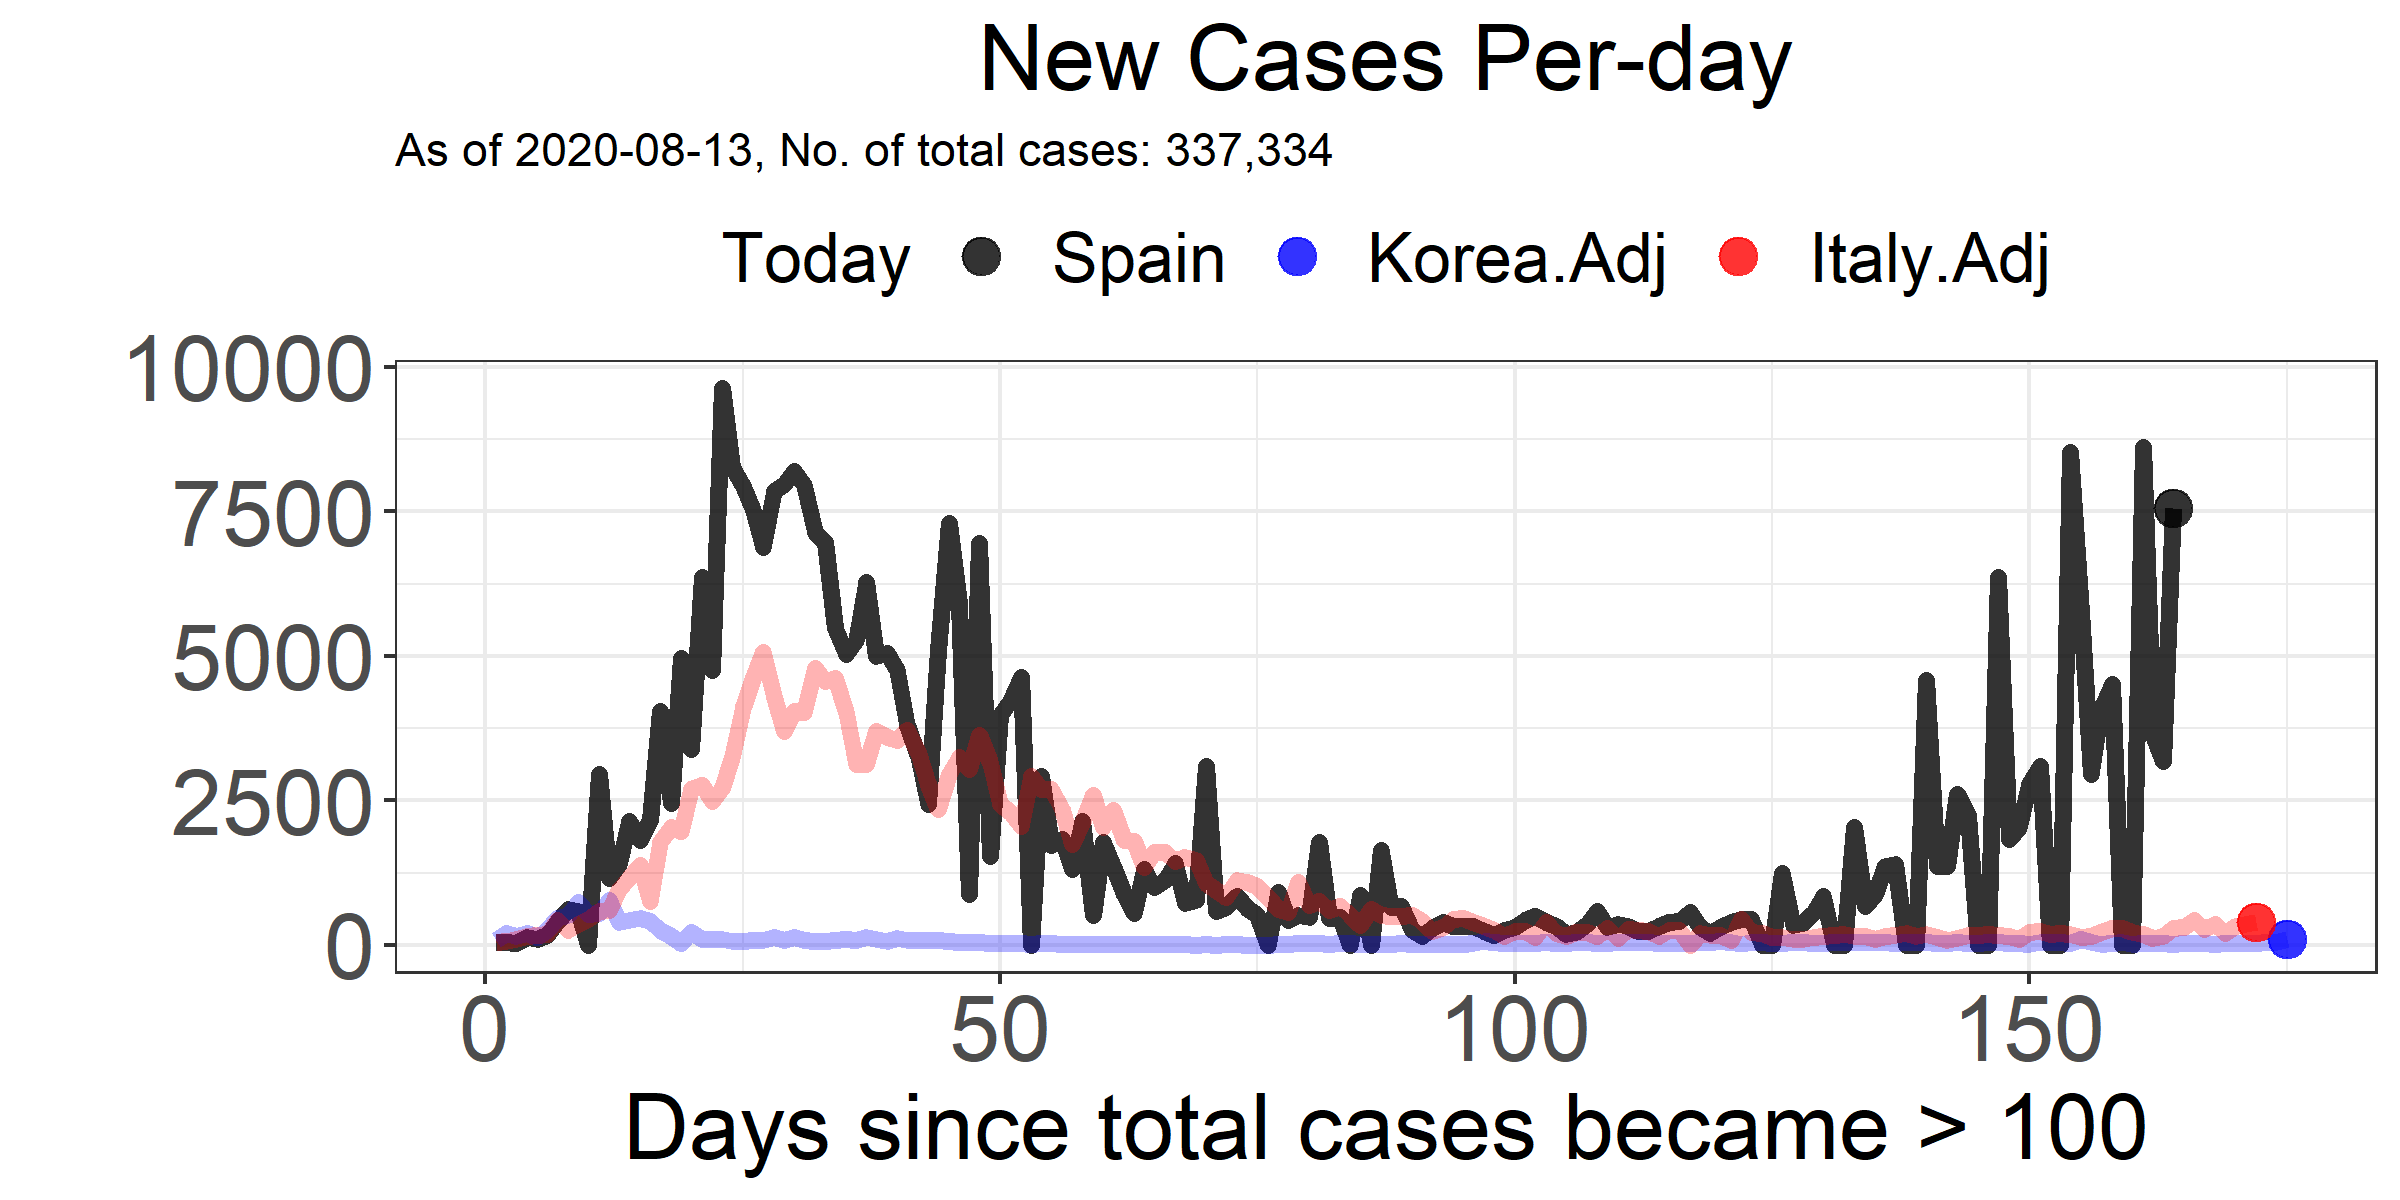 New Cases Per-day
As of 2020-08-13, No. of total cases: 337,334
Today Spain Korea.Adj Italy.Adj
10000
7500
5000
2500
0
0 50 100 150
Days since total cases became > 100